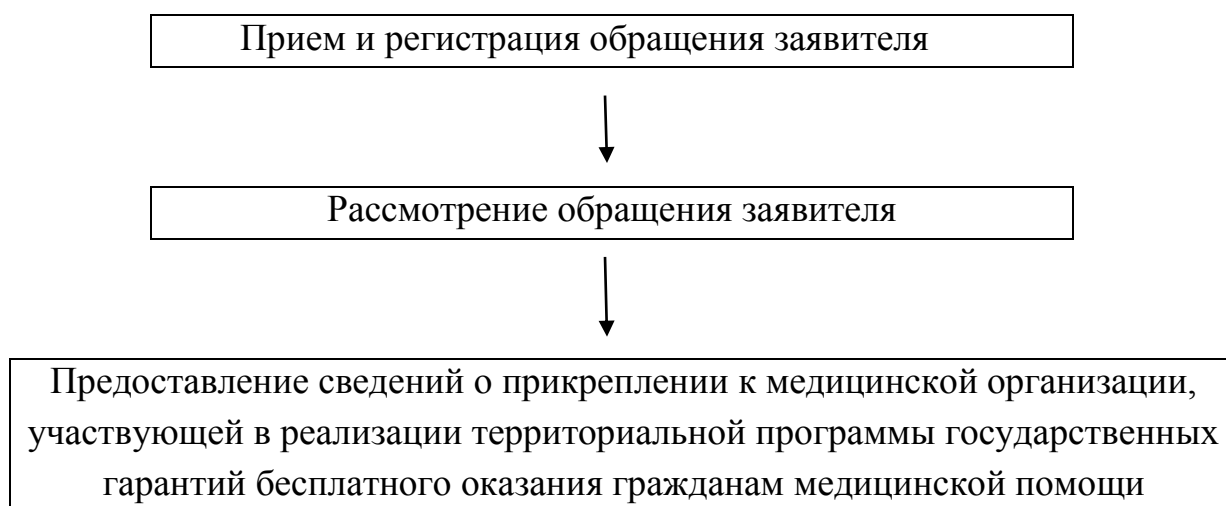 Прием и регистрация обращения заявителя
Рассмотрение обращения заявителя
Предоставление сведений о прикреплении к медицинской организации,
участвующей в реализации территориальной программы государственных
гарантий бесплатного оказания гражданам медицинской помощи